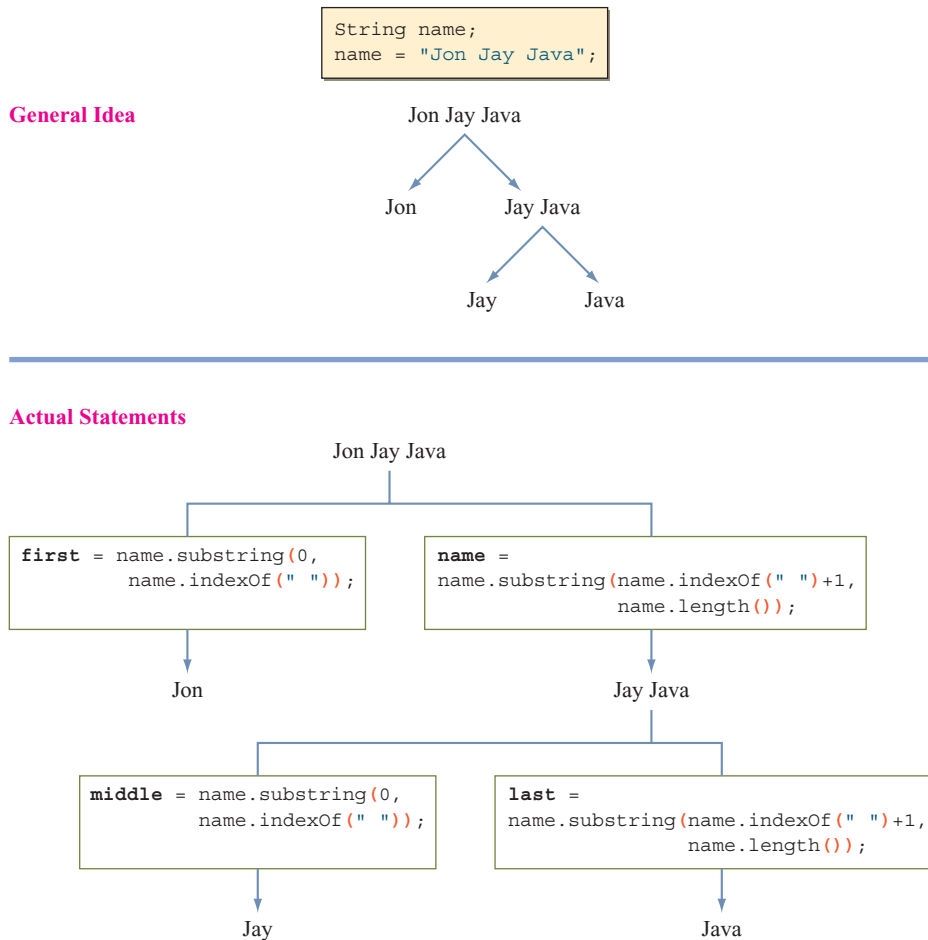 String name;
name = "Jon Jay Java";
General Idea
Jon Jay Java
Jon
Jay Java
Jay
Java
Actual Statements
Jon Jay Java
first = name.substring(0,
name.indexOf(" "));
name =
name.substring(name.indexOf(" ")+1,
name.length());
Jon
Jay Java
middle = name.substring(0,
name.indexOf(" "));
last =
name.substring(name.indexOf(" ")+1,
name.length());
Jay
Java